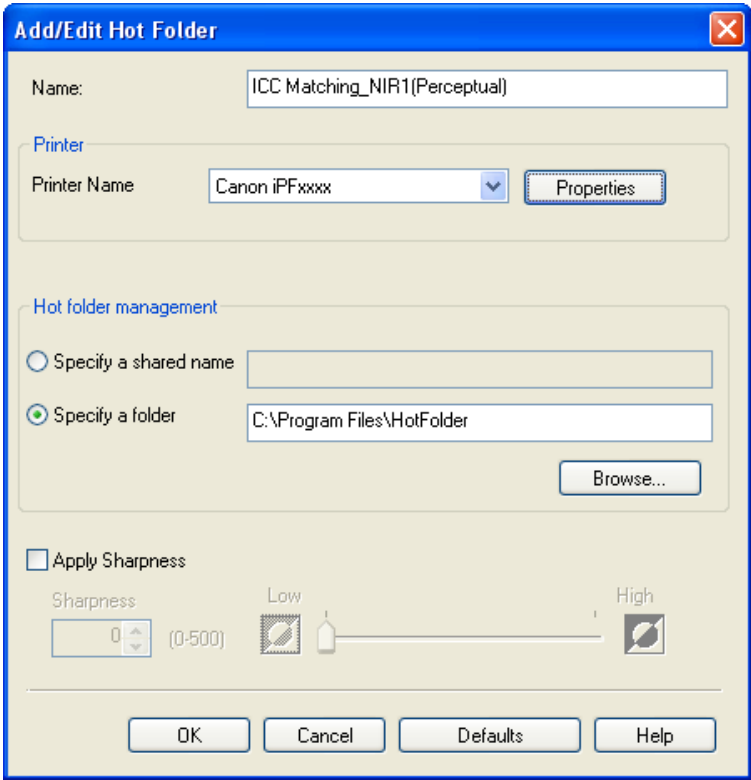 Add/Edit Hot Folder
Name: ICC Matching_NIR1(Perceptual)
Printer
Printer Name Canon iPFxxxx Properties
Hot folder management
Specify a shared name
Specify a folder C:\Program Files\HotFolder
Browse...
Apply Sharpness
Sharpness Low High
0 (0-500)
OK Cancel Defaults Help